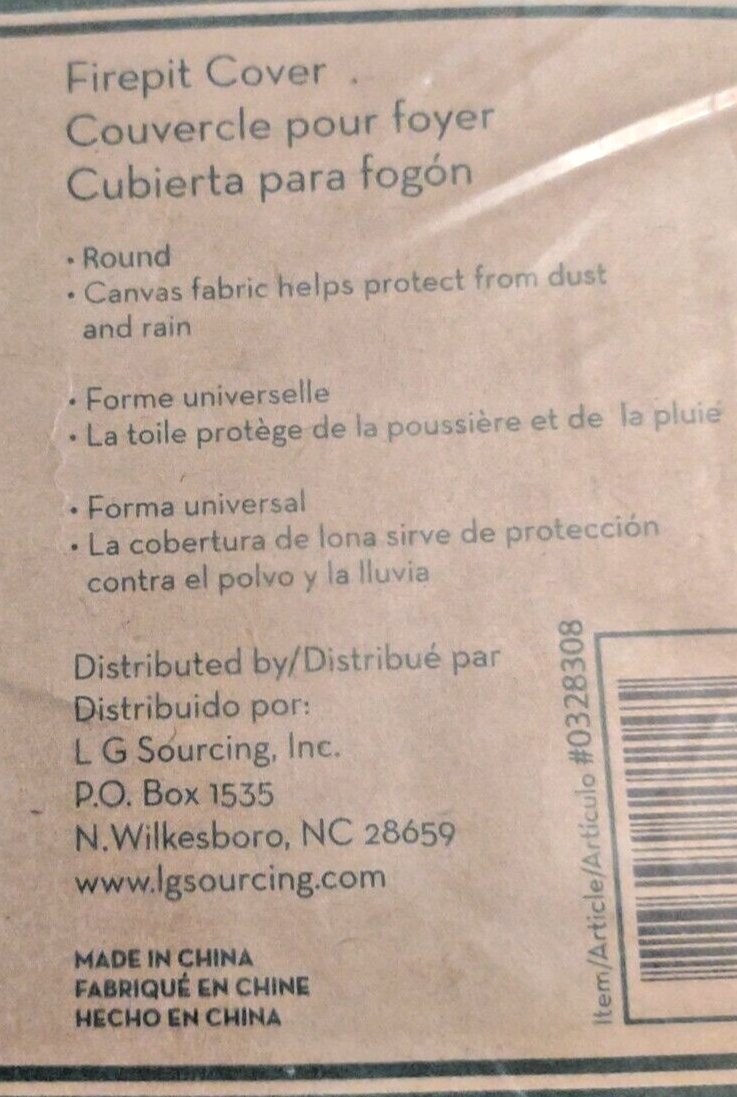 Firepit Cover
Couvercle pour foyer
Cubierta para fogón
• Round
• Canvas fabric helps protect from dust
and rain
• Forme universelle
• La toile protège de la poussière et de la pluie
• Forma universal
• La cobertura de lona sirve de protección
contra el polvo y la lluvia
Distributed by/Distribué par
Distribuido por:
L G Sourcing, Inc.
P.O. Box 1535
N.Wilkesboro, NC 28659
www.lgsourcing.com
MADE IN CHINA
FABRIQUÉ EN CHINE
HECHO EN CHINA
Item/Article/Artículo #0328308